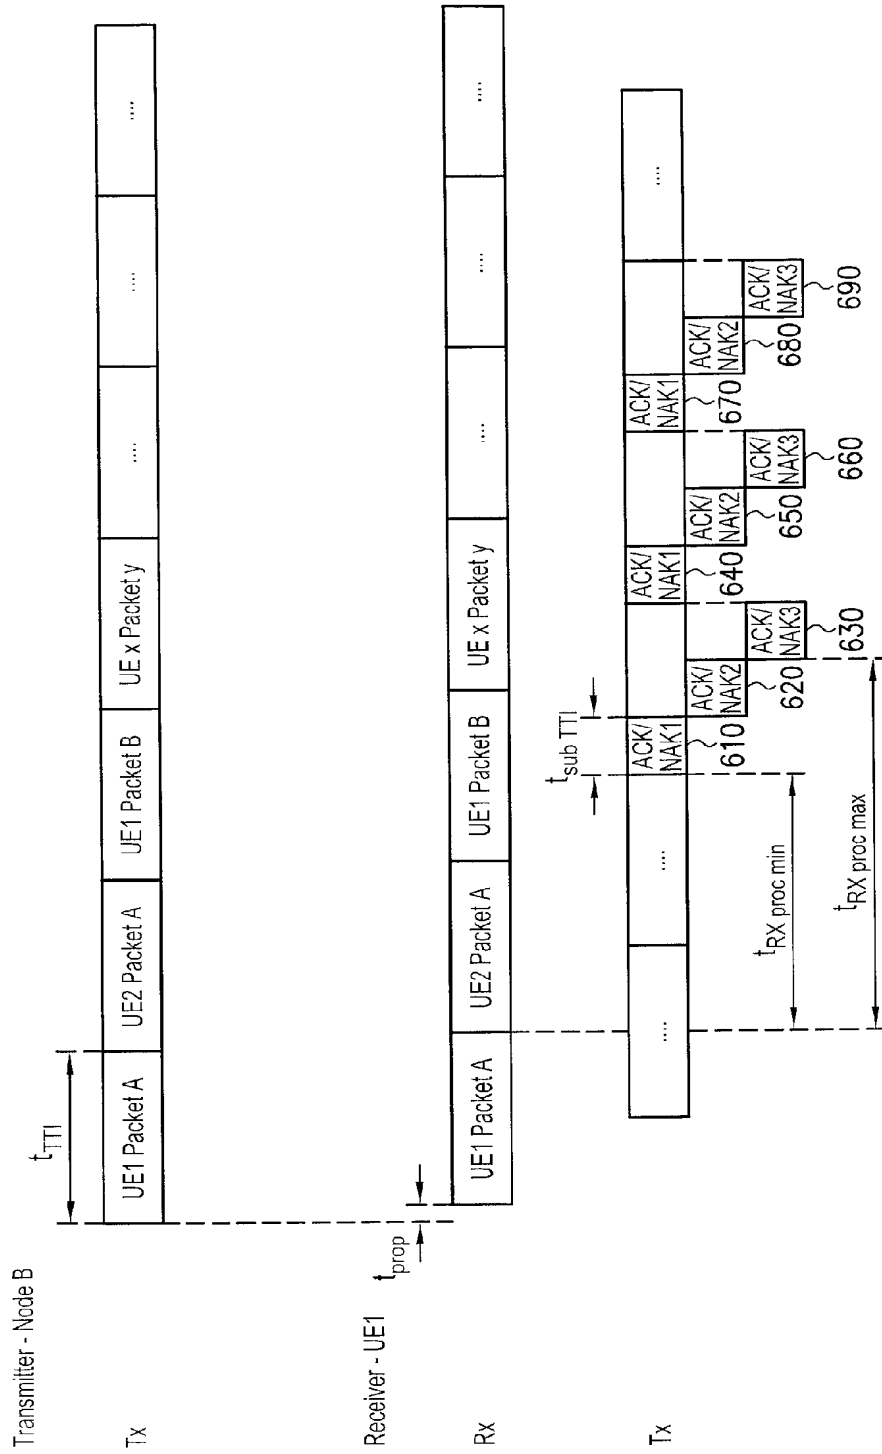 Transmitter - Node B
t_TTI
Tx
UE1 Packet A
UE2 Packet A
UE1 Packet B
UE x Packet y
....
....
....
t_prop
Receiver - UE1
Rx
UE1 Packet A
UE2 Packet A
UE1 Packet B
UE x Packet y
....
....
....
t_sub TTI
Tx
....
....
ACK/
NAK1
ACK/
NAK1
ACK/
NAK1
....
610
640
670
ACK/
NAK2
ACK/
NAK2
ACK/
NAK2
620
650
680
ACK/
NAK3
ACK/
NAK3
ACK/
NAK3
630
660
690
t_RX proc min
t_RX proc max